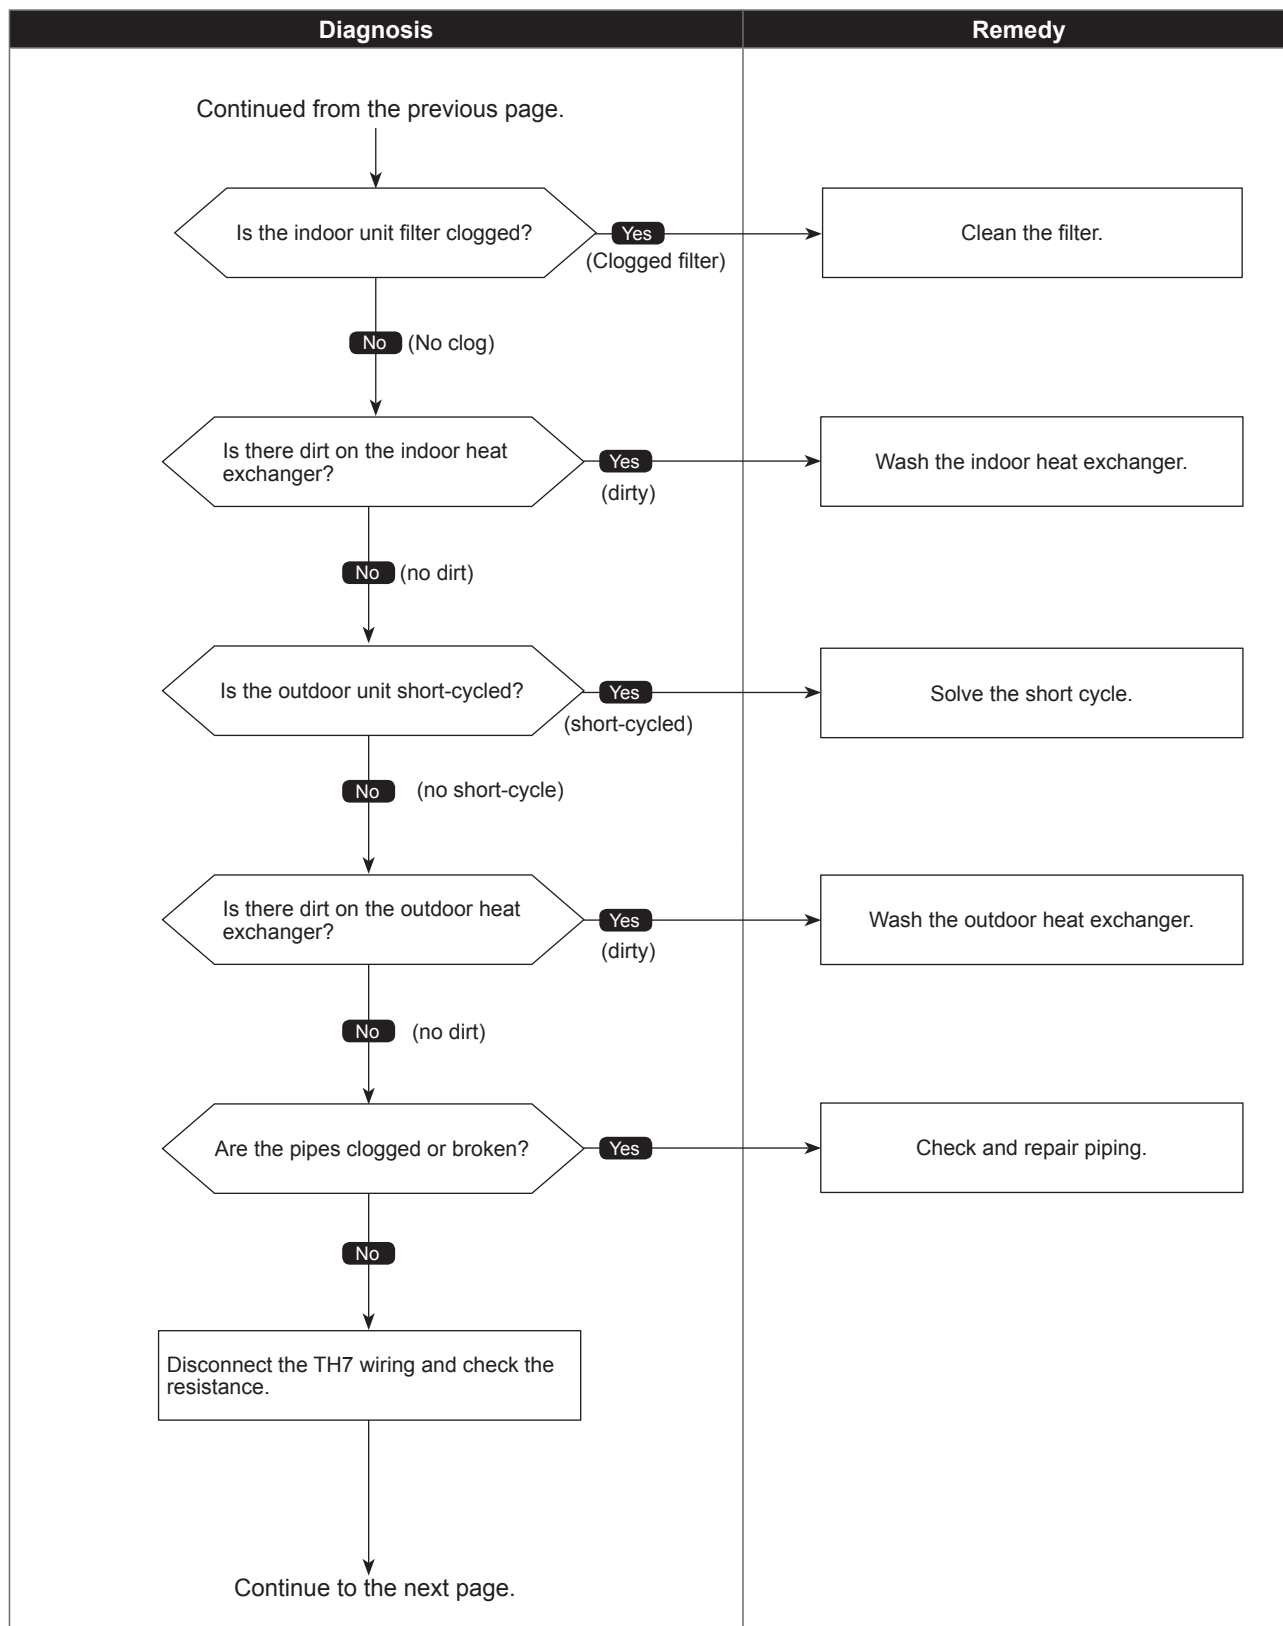 Diagnosis
Remedy
Continued from the previous page.
Is the indoor unit filter clogged?
Yes
(Clogged filter)
Clean the filter.
No (No clog)
Is there dirt on the indoor heat
exchanger?
Yes
(dirty)
Wash the indoor heat exchanger.
No (no dirt)
Is the outdoor unit short-cycled?
Yes
(short-cycled)
Solve the short cycle.
No (no short-cycle)
Is there dirt on the outdoor heat
exchanger?
Yes
(dirty)
Wash the outdoor heat exchanger.
No (no dirt)
Are the pipes clogged or broken?
Yes
Check and repair piping.
No
Disconnect the TH7 wiring and check the
resistance.
Continue to the next page.